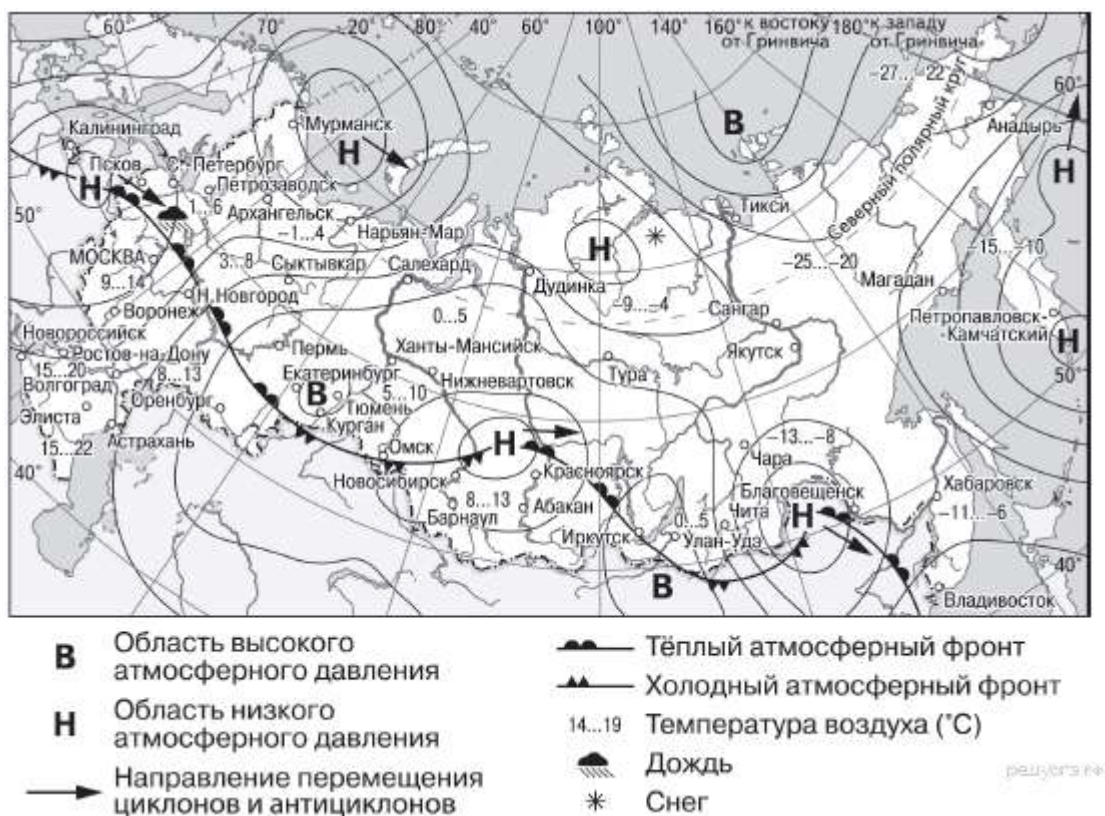 60° 70° 80° 90° 100° 120° 140° 160° к востоку 180° к западу
от Гринвича от Гринвича
-27...-22
60°
Северный полярный круг
Анадырь
Калининград
Мурманск
Н
В
Н
Псков С.-Петербург
Н
Петрозаводск
1...6
50°
Архангельск
-1...4
Нарьян-Мар
Тикси
Н
-15...-10
МОСКВА
3...8
Сыктывкар
Салехард
Дудинка
-25...-20
Магадан
9...14
Н.Новгород
-9...-4
Сангар
Воронеж
0...5
Петропавловск-
Камчатский
Новороссийск
Н
Пермь
Ханты-Мансийск
Якутск
Ростов-на-Дону
15...20
8...13
Екатеринбург
Тура
50°
Волгоград
В
5...10
Нижневартовск
Оренбург
Тюмень
Элиста
Курган
15...22
Астрахань
Омск
Н
-13...-8
40°
Чара
Новосибирск
Красноярск
Хабаровск
8...13
Благовещенск
Барнаул
Абакан
0...5
Чита
Н
-11...-6
Иркутск
Улан-Удэ
40°
В
Владивосток
В Область высокого
атмосферного давления
Н Область низкого
атмосферного давления
Направление перемещения
циклонов и антициклонов
Тёплый атмосферный фронт
Холодный атмосферный фронт
14...19 Температура воздуха (°С)
Дождь
Снег